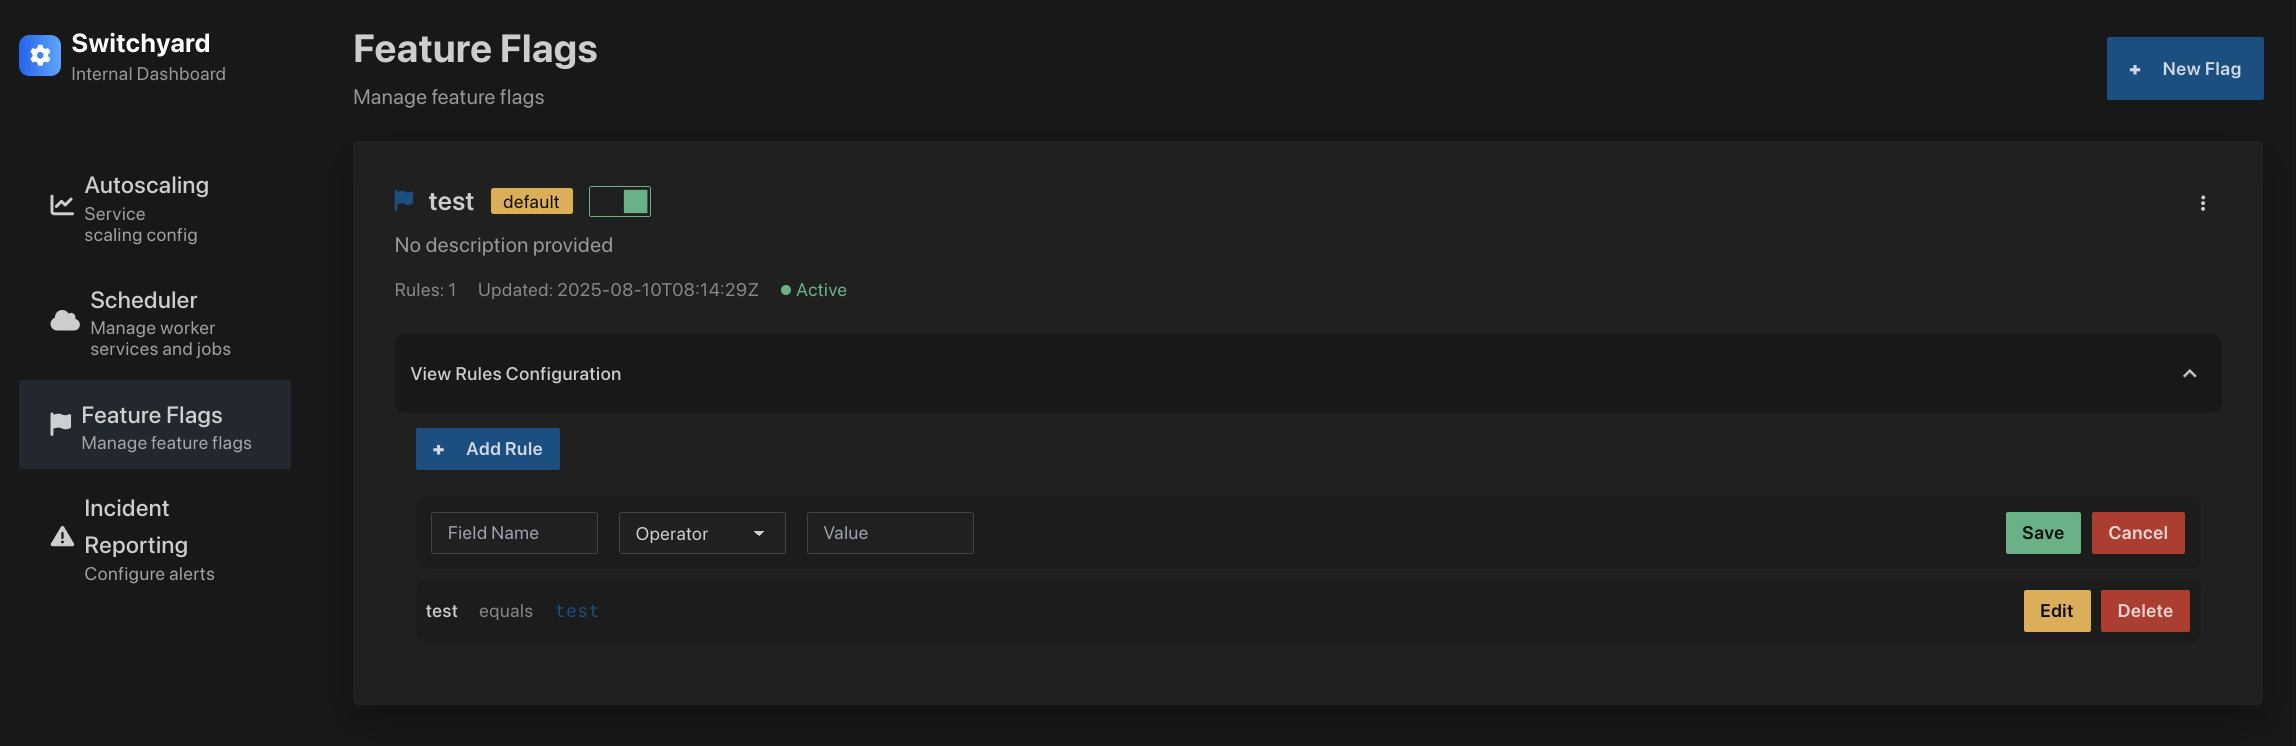 Switchyard
Internal Dashboard
Autoscaling
Service
scaling config
Scheduler
Manage worker
services and jobs
Feature Flags
Manage feature flags
Incident
Reporting
Configure alerts
Feature Flags
Manage feature flags
+ New Flag
test default
No description provided
Rules: 1 Updated: 2025-08-10T08:14:29Z Active
View Rules Configuration
+ Add Rule
Field Name Operator Value Save Cancel
test equals test Edit Delete